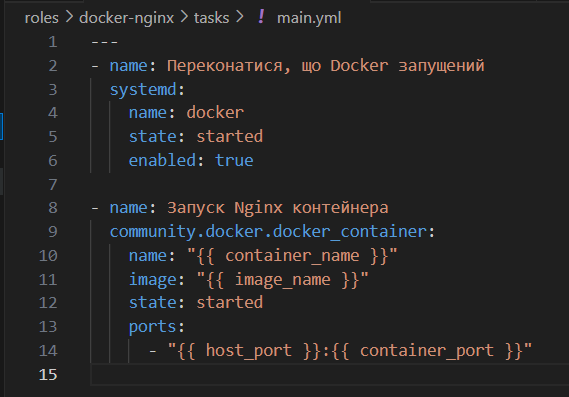 roles > docker-nginx > tasks > ! main.yml
1 ---
2 - name: Переконатися, що Docker запущений
3   systemd:
4     name: docker
5     state: started
6     enabled: true
7
8 - name: Запуск Nginx контейнера
9   community.docker.docker_container:
10     name: "{{ container_name }}"
11     image: "{{ image_name }}"
12     state: started
13     ports:
14       - "{{ host_port }}:{{ container_port }}"
15